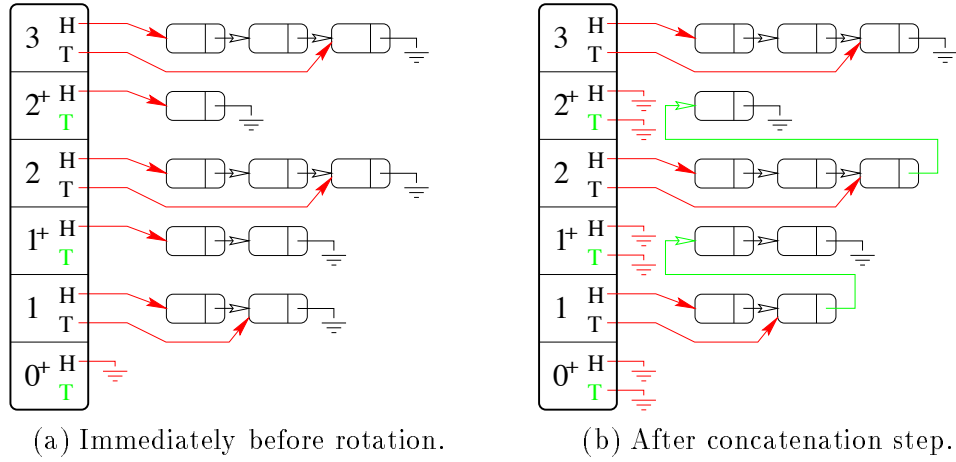 3 H
T
2+ H
T
2 H
T
1+ H
T
1 H
T
0+ H
T
(a) Immediately before rotation.
3 H
T
2+ H
T
2 H
T
1+ H
T
1 H
T
0+ H
T
(b) After concatenation step.